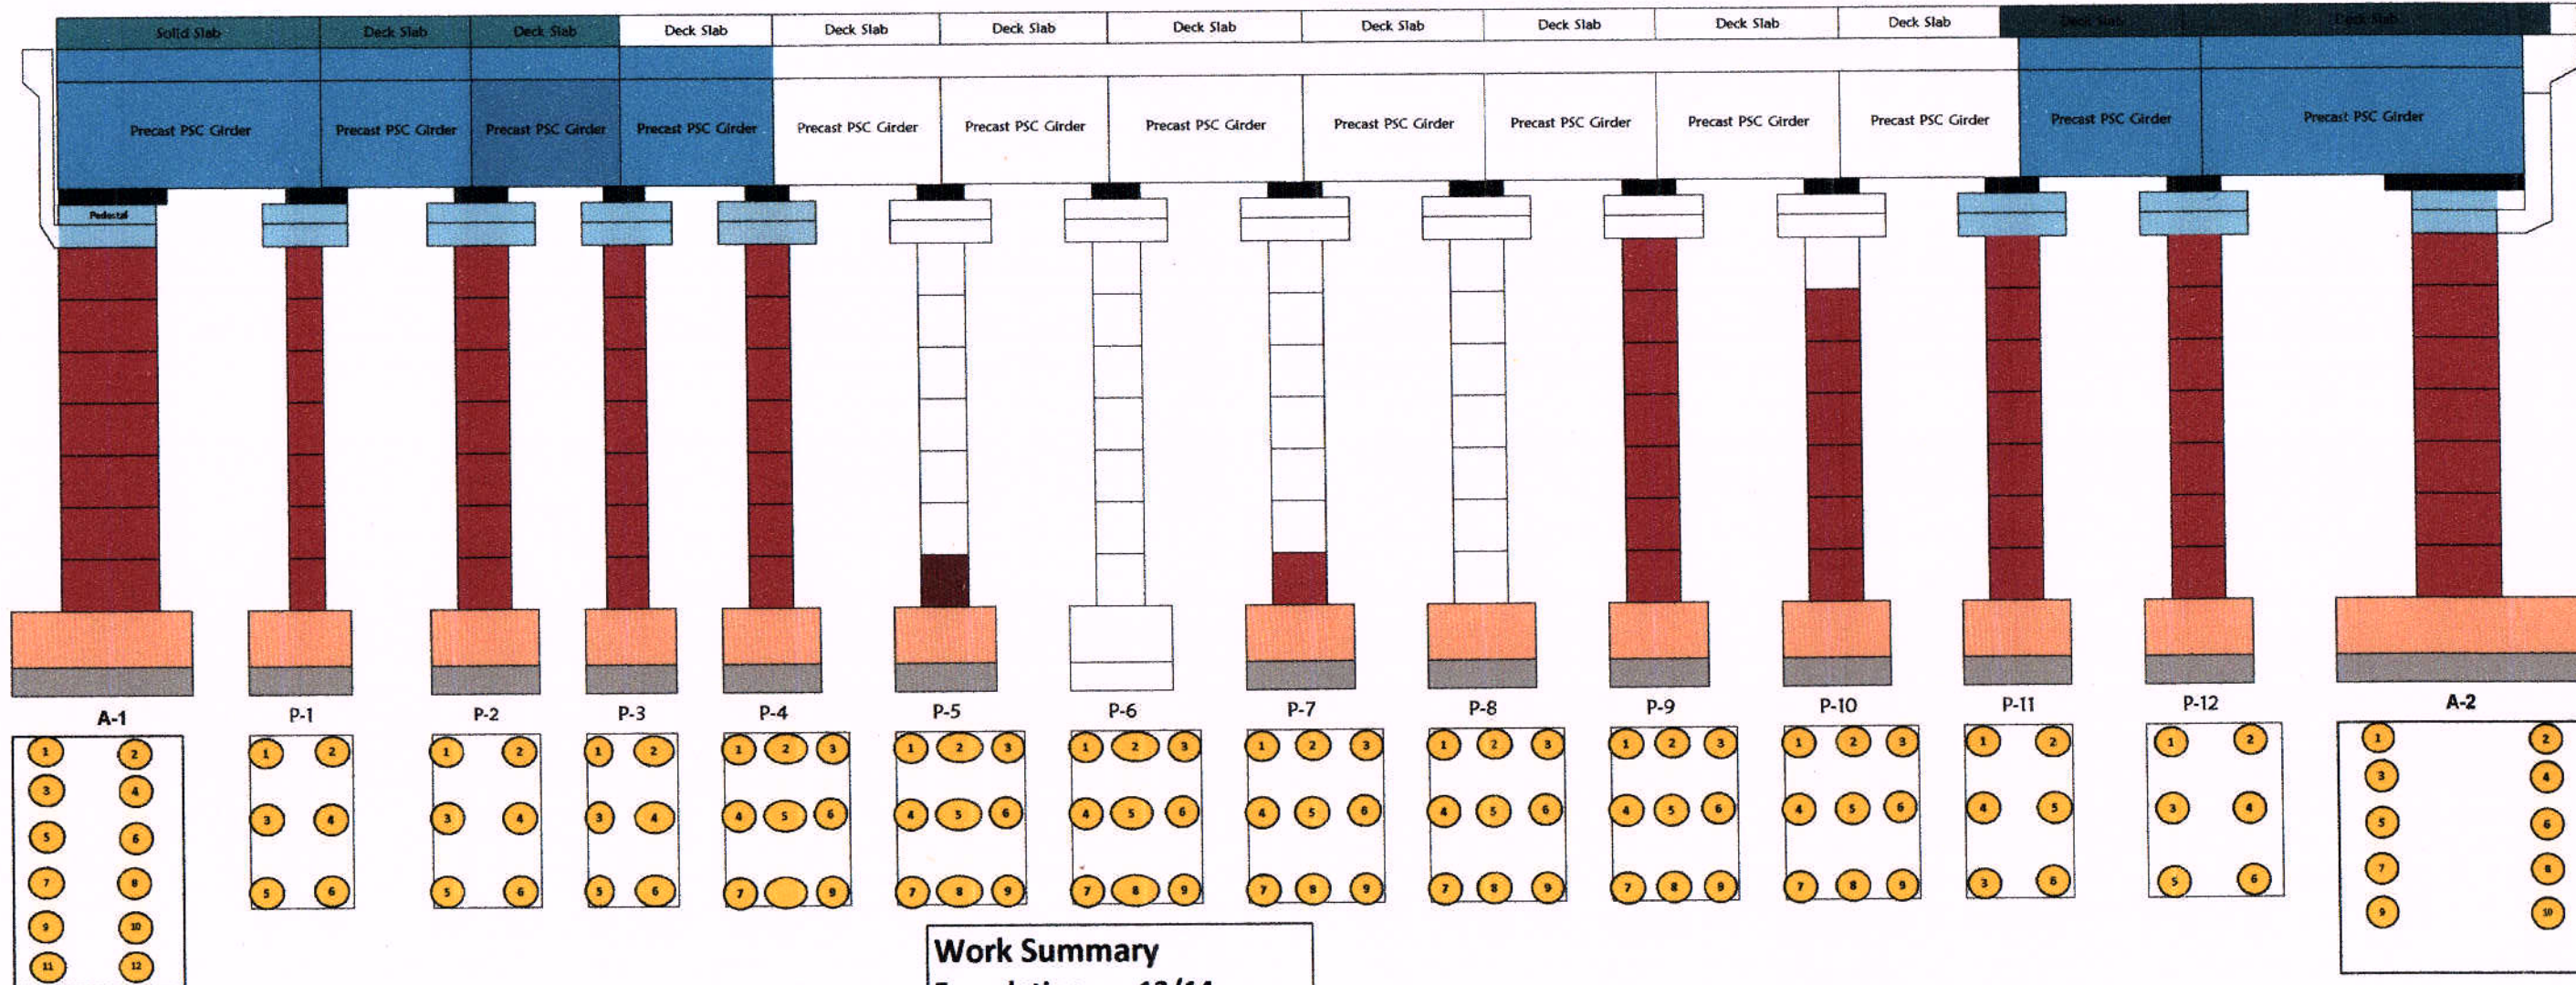 Solid Slab Deck Slab Deck Slab Deck Slab Deck Slab Deck Slab Deck Slab Deck Slab Deck Slab Deck Slab Deck Slab Deck Slab Deck Slab
Precast PSC Girder Precast PSC Girder Precast PSC Girder Precast PSC Girder Precast PSC Girder Precast PSC Girder Precast PSC Girder Precast PSC Girder Precast PSC Girder Precast PSC Girder Precast PSC Girder Precast PSC Girder Precast PSC Girder
Pedestal
A-1 P-1 P-2 P-3 P-4 P-5 P-6 P-7 P-8 P-9 P-10 P-11 P-12 A-2
1 2 1 2 1 2 1 2 1 2 3 1 2 3 1 2 3 1 2 3 1 2 3 1 2 3 1 2 3 1 2 1 2 1 2
3 4 3 4 3 4 3 4 4 5 6 4 5 6 4 5 6 4 5 6 4 5 6 4 5 6 4 5 6 4 5 3 4 3 4
5 6 5 6
7 8 5 6 5 6 5 6 7 9 7 8 9 7 8 9 7 8 9 7 8 9 7 8 9 7 8 9 3 6 5 6 7 8
9 10 9 10
11 12
Work Summary
Foundation 13/14